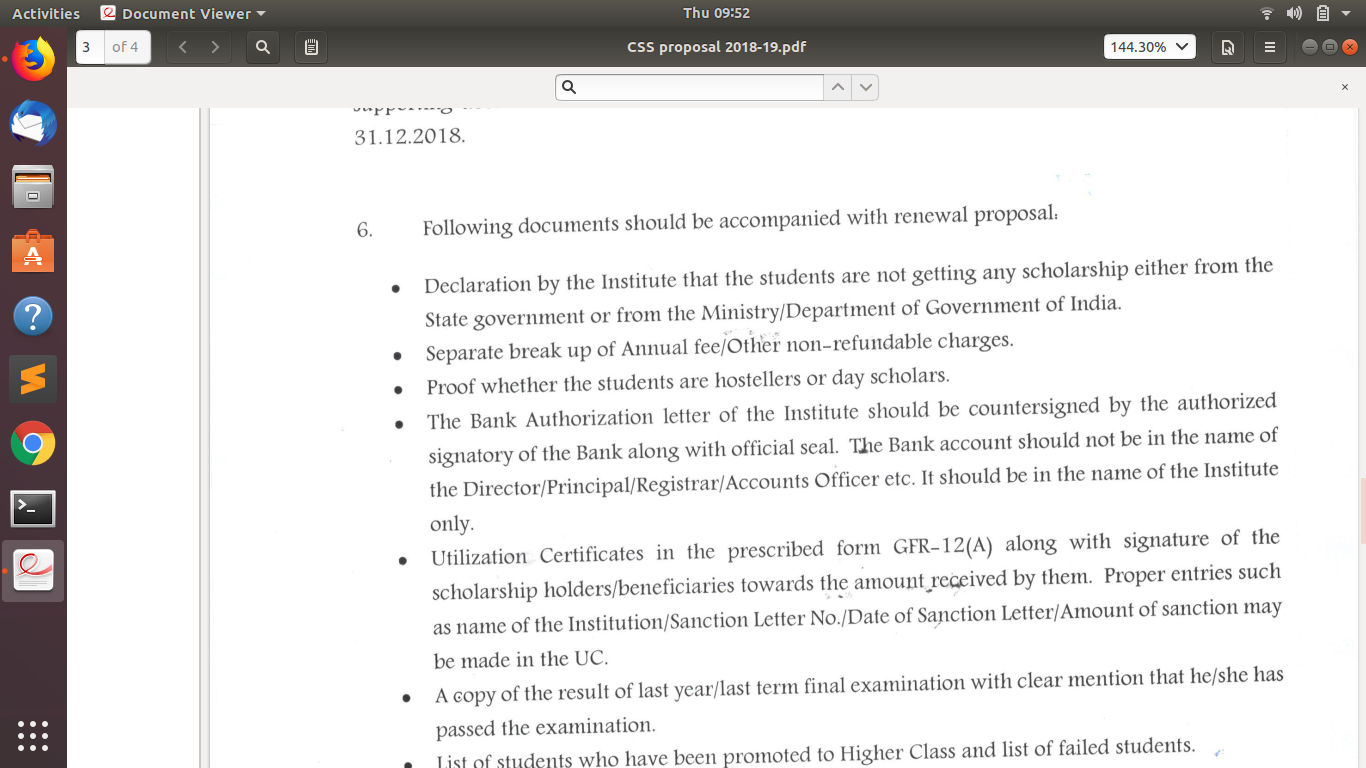 Activities Document Viewer Thu 09:52
3 of 4 CSS proposal 2018-19.pdf 144.30%
supporting
31.12.2018.
6. Following documents should be accompanied with renewal proposal:
• Declaration by the Institute that the students are not getting any scholarship either from the
State government or from the Ministry/Department of Government of India.
• Separate break up of Annual fee/Other non-refundable charges.
• Proof whether the students are hostellers or day scholars.
• The Bank Authorization letter of the Institute should be countersigned by the authorized
signatory of the Bank along with official seal. The Bank account should not be in the name of
the Director/Principal/Registrar/Accounts Officer etc. It should be in the name of the Institute
only.
• Utilization Certificates in the prescribed form GFR-12(A) along with signature of the
scholarship holders/beneficiaries towards the amount received by them. Proper entries such
as name of the Institution/Sanction Letter No./Date of Sanction Letter/Amount of sanction may
be made in the UC.
• A copy of the result of last year/last term final examination with clear mention that he/she has
passed the examination.
• List of students who have been promoted to Higher Class and list of failed students.